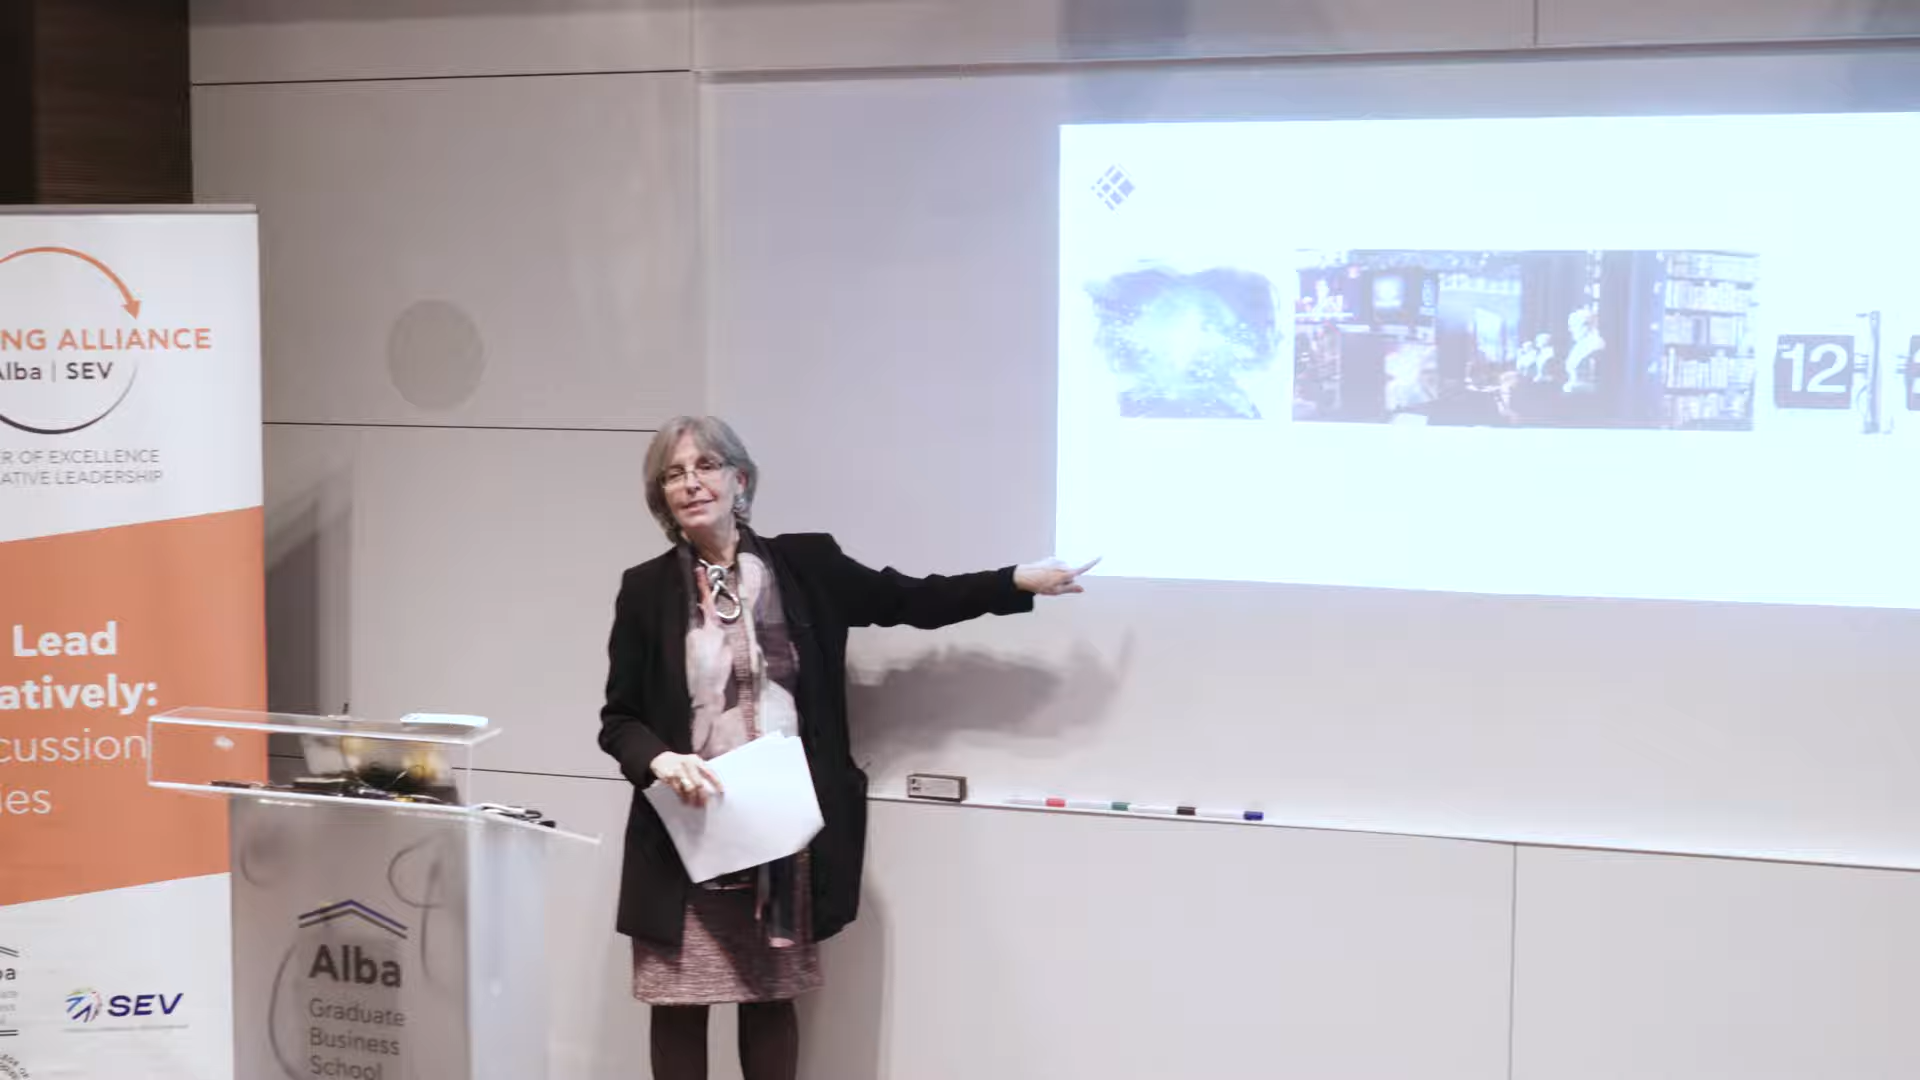 NG ALLIANCE
Alba | SEV
R OF EXCELLENCE
ATIVE LEADERSHIP
Lead
atively:
cussion
ies
SEV
Alba
Graduate
Business
School
12